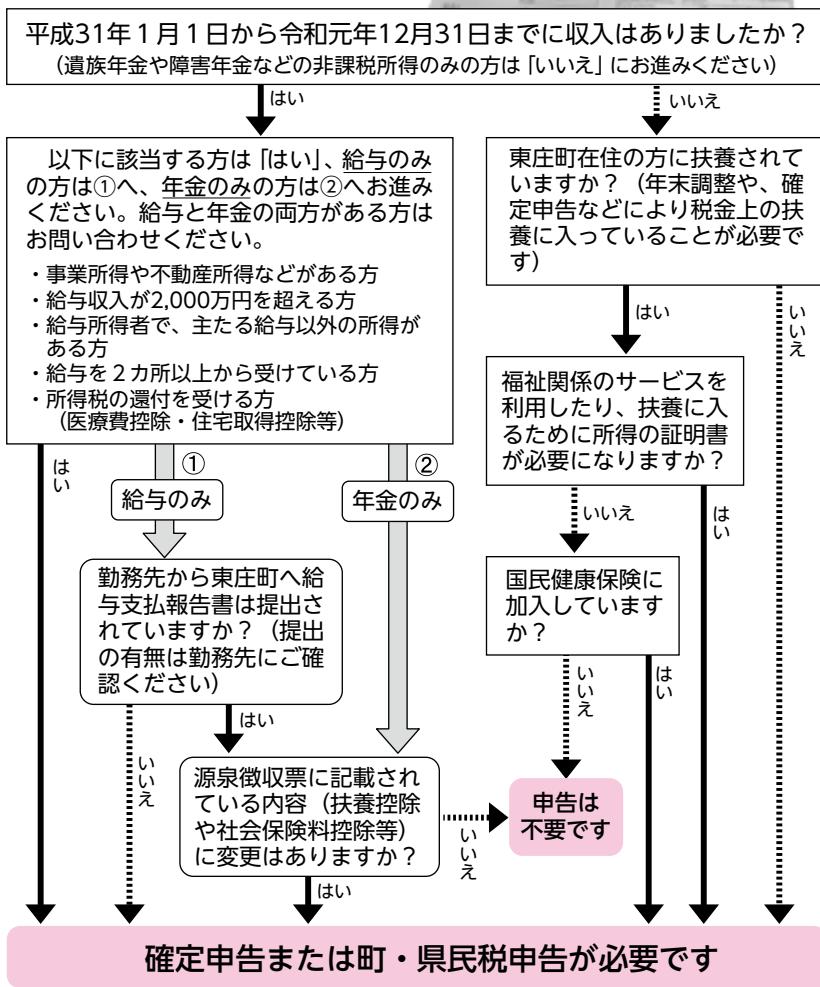 平成31年1月1日から令和元年12月31日までに収入はありましたか？
（遺族年金や障害年金などの非課税所得のみの方は「いいえ」にお進みください）
はい
いいえ
以下に該当する方は「はい」、給与のみ
の方は①へ、年金のみの方は②へお進み
ください。給与と年金の両方がある方は
お問い合わせください。
・事業所得や不動産所得などがある方
・給与収入が2,000万円を超える方
・給与所得者で、主たる給与以外の所得が
ある方
・給与を２カ所以上から受けている方
・所得税の還付を受ける方
（医療費控除・住宅取得控除等）
東庄町在住の方に扶養されて
いますか？（年末調整や、確
定申告などにより税金上の扶
養に入っていることが必要で
す）
はい
いいえ
福祉関係のサービスを
利用したり、扶養に入
るために所得の証明書
が必要になりますか？
はい
①
給与のみ
②
年金のみ
いいえ
はい
勤務先から東庄町へ給
与支払報告書は提出さ
れていますか？（提出
の有無は勤務先にご確
認ください）
国民健康保険に
加入しています
か？
いいえ
はい
はい
いいえ
源泉徴収票に記載され
ている内容（扶養控除
や社会保険料控除等）
に変更はありますか？
いいえ
申告は
不要です
はい
確定申告または町・県民税申告が必要です